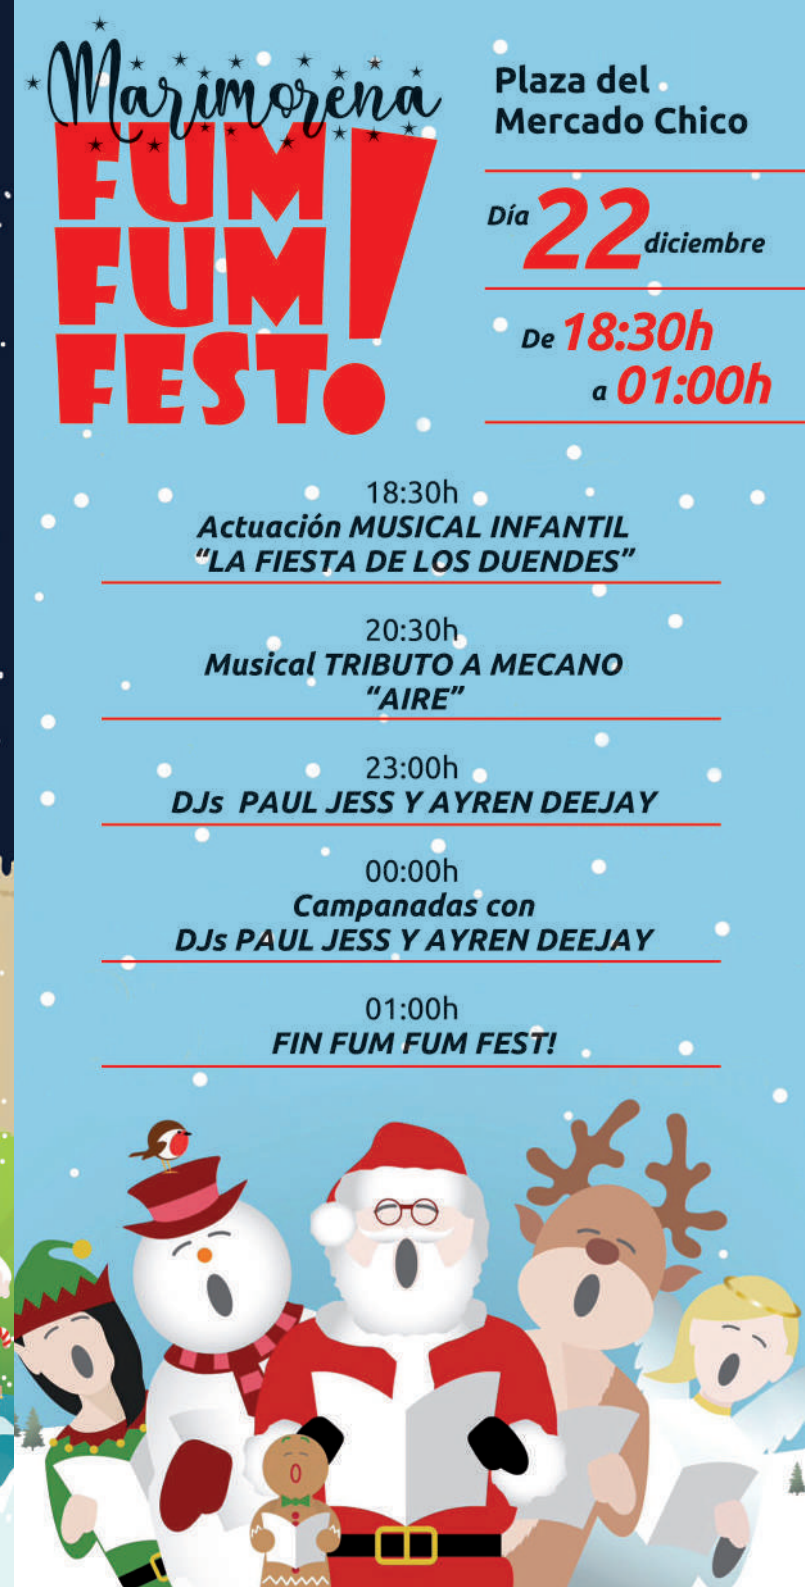 Marimorena
FUM
FUM
FEST!
Plaza del
Mercado Chico
Día 22 diciembre
De 18:30h
a 01:00h
18:30h
Actuación MUSICAL INFANTIL
“LA FIESTA DE LOS DUENDES”
20:30h
Musical TRIBUTO A MECANO
“AIRE”
23:00h
DJs PAUL JESS Y AYREN DEEJAY
00:00h
Campanadas con
DJs PAUL JESS Y AYREN DEEJAY
01:00h
FIN FUM FUM FEST!